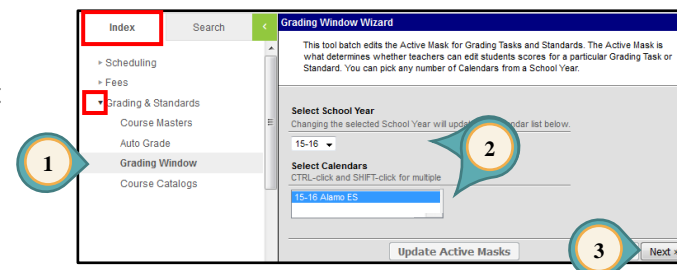 Index
Search
Scheduling
Fees
Grading & Standards
Course Masters
Auto Grade
Grading Window
Course Catalogs
1
Grading Window Wizard
This tool batch edits the Active Mask for Grading Tasks and Standards. The Active Mask is
what determines whether teachers can edit students scores for a particular Grading Task or
Standard. You can pick any number of Calendars from a School Year.
Select School Year
Changing the selected School Year will list below.
15-16
2
Select Calendars
CTRL-click and SHIFT-click for multiple
15-16 Alamo ES
Update Active Masks
3
Next